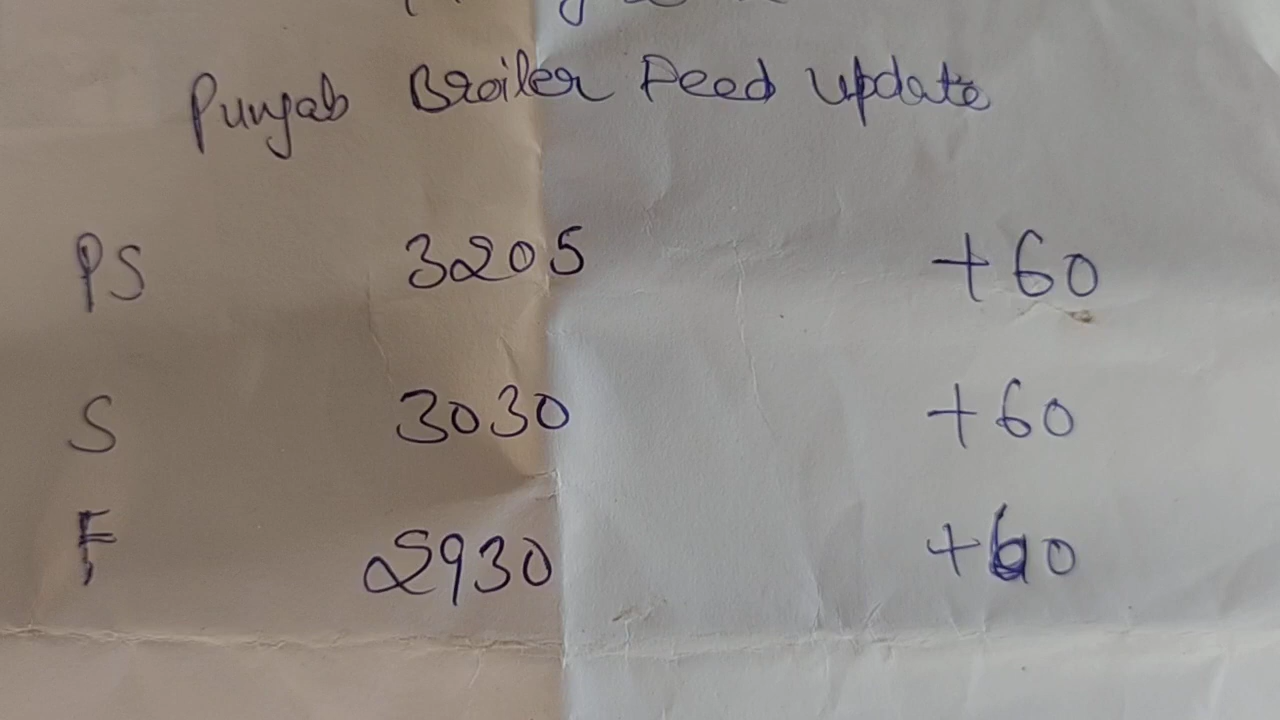 Punjab Broiler Feed update
PS 3205 +60
S 3030 +60
F 2930 +60